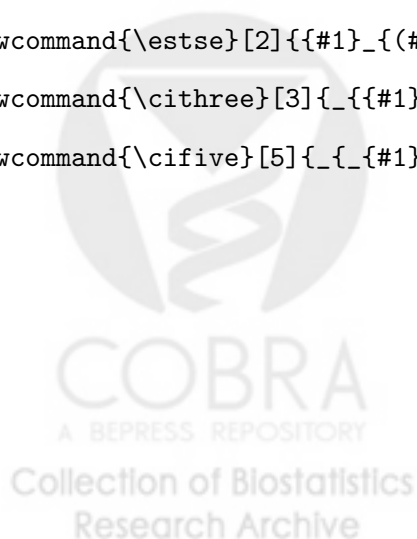 wcommand{\estse}[2]{{#1}_{(#
wcommand{\cithree}[3]{_{{#1}
wcommand{\cifive}[5]{_{_{#1}
COBRA
A BEPRESS REPOSITORY
Collection of Biostatistics
Research Archive